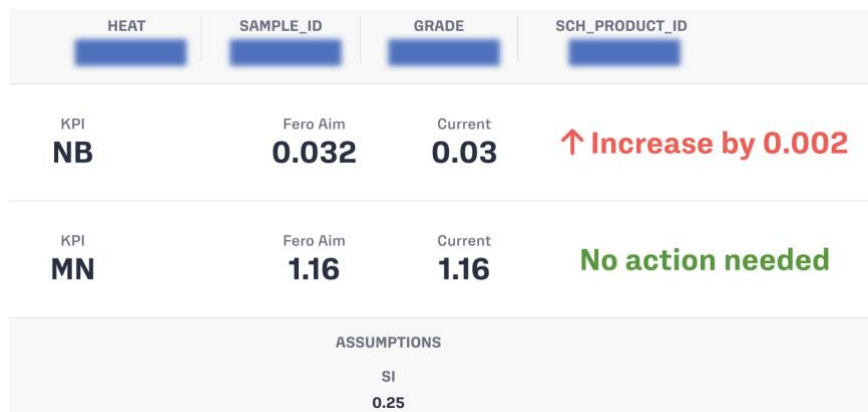 HEAT SAMPLE_ID GRADE SCH_PRODUCT_ID
KPI Fero Aim Current
NB 0.032 0.03 ↑ Increase by 0.002
KPI Fero Aim Current
MN 1.16 1.16 No action needed
ASSUMPTIONS
SI
0.25